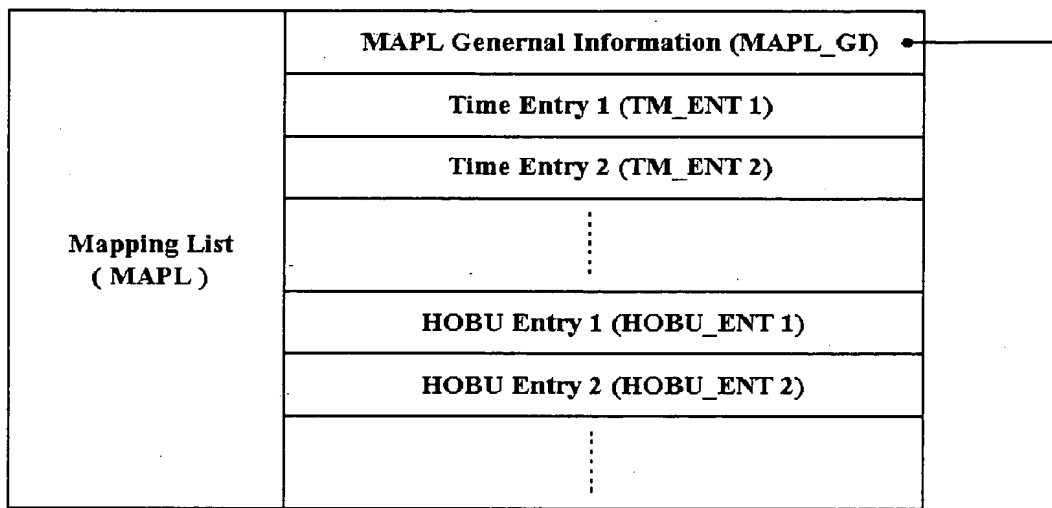 MAPL Genernal Information (MAPL_GI)
Time Entry 1 (TM_ENT 1)
Time Entry 2 (TM_ENT 2)
Mapping List
( MAPL )
HOBU Entry 1 (HOBU_ENT 1)
HOBU Entry 2 (HOBU_ENT 2)